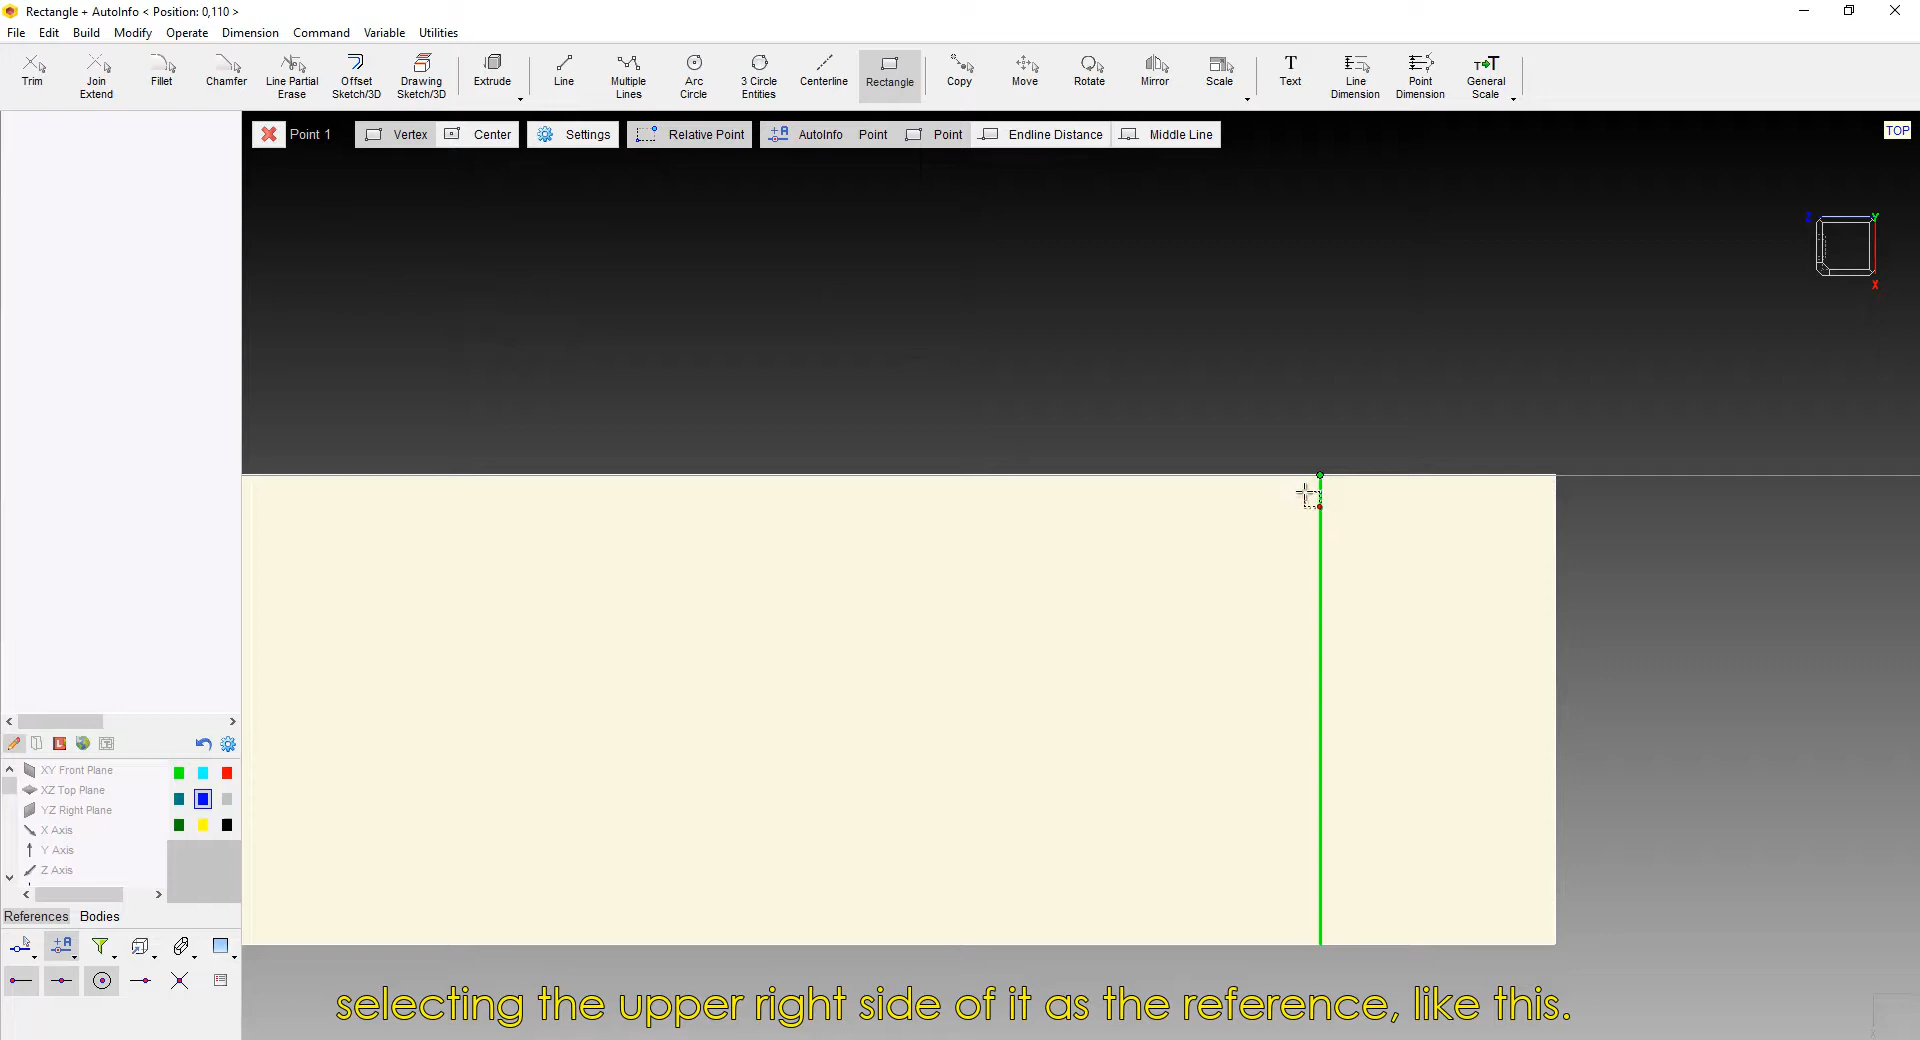 Rectangle + AutoInfo < Position: 0,110 >
File Edit Build Modify Operate Dimension Command Variable Utilities
Trim
Join
Extend
Fillet
Chamfer
Line Partial
Erase
Offset
Sketch/3D
Drawing
Sketch/3D
Extrude
Line
Multiple
Lines
Arc
Circle
3 Circle
Entities
Centerline
Rectangle
Copy
Move
Rotate
Mirror
Scale
Text
Line
Dimension
Point
Dimension
General
Scale
Point 1 Vertex Center Settings Relative Point AutoInfo Point Point Endline Distance Middle Line
TOP
Z Y
X
XY Front Plane
XZ Top Plane
YZ Right Plane
X Axis
Y Axis
Z Axis
References Bodies
selecting the upper right side of it as the reference, like this.